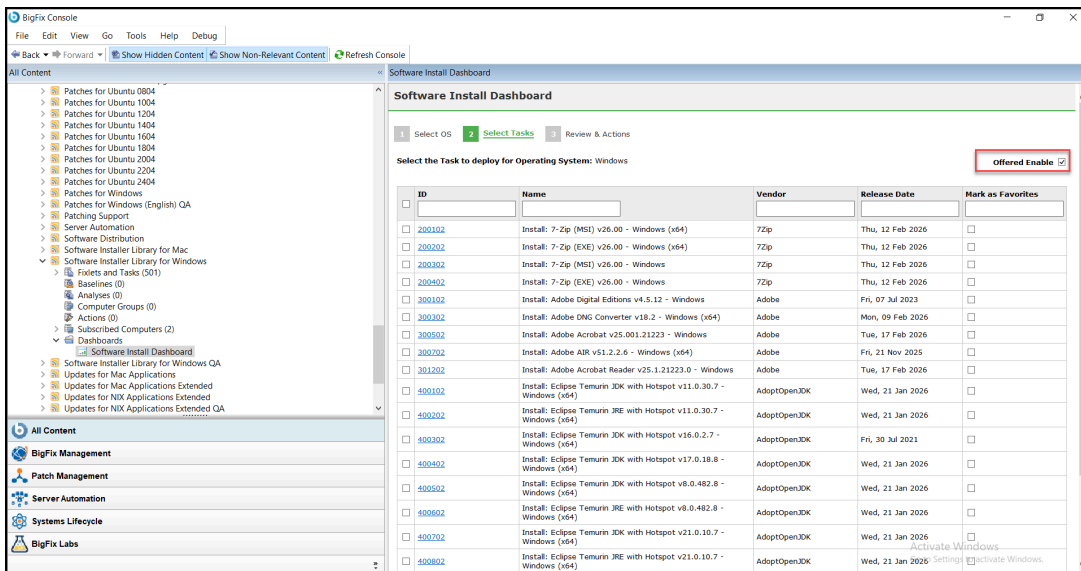 BigFix Console
File Edit View Go Tools Help Debug
Back Forward Show Hidden Content Show Non-Relevant Content Refresh Console
All Content
Patches for Ubuntu 0804
Patches for Ubuntu 1004
Patches for Ubuntu 1204
Patches for Ubuntu 1404
Patches for Ubuntu 1604
Patches for Ubuntu 1804
Patches for Ubuntu 2004
Patches for Ubuntu 2204
Patches for Ubuntu 2404
Patches for Windows
Patches for Windows (English) QA
Patching Support
Server Automation
Software Distribution
Software Installer Library for Mac
Software Installer Library for Windows
Fixlets and Tasks (501)
Baselines (0)
Analyses (0)
Computer Groups (0)
Actions (0)
Subscribed Computers (2)
Dashboards
Software Install Dashboard
Software Installer Library for Windows QA
Updates for Mac Applications
Updates for Mac Applications Extended
Updates for NIX Applications Extended
Updates for NIX Applications Extended QA
All Content
BigFix Management
Patch Management
Server Automation
Systems Lifecycle
BigFix Labs
Software Install Dashboard
Software Install Dashboard
1 Select OS 2 Select Tasks 3 Review & Actions
Select the Task to deploy for Operating System: Windows
Offered Enable
ID Name Vendor Release Date Mark as Favorites
200102 Install: 7-Zip (MSI) v26.00 - Windows (x64) 7Zip Thu, 12 Feb 2026
200202 Install: 7-Zip (EXE) v26.00 - Windows (x64) 7Zip Thu, 12 Feb 2026
200302 Install: 7-Zip (MSI) v26.00 - Windows 7Zip Thu, 12 Feb 2026
200402 Install: 7-Zip (EXE) v26.00 - Windows 7Zip Thu, 12 Feb 2026
300102 Install: Adobe Digital Editions v4.5.12 - Windows Adobe Fri, 07 Jul 2023
300302 Install: Adobe DNG Converter v18.2 - Windows (x64) Adobe Mon, 09 Feb 2026
300502 Install: Adobe Acrobat v25.001.21223 - Windows Adobe Tue, 17 Feb 2026
300702 Install: Adobe AIR v51.2.2.6 - Windows (x64) Adobe Fri, 21 Nov 2025
301202 Install: Adobe Acrobat Reader v25.1.21223.0 - Windows Adobe Tue, 17 Feb 2026
400102 Install: Eclipse Temurin JDK with Hotspot v11.0.30.7 - Windows (x64) AdoptOpenJDK Wed, 21 Jan 2026
400202 Install: Eclipse Temurin JRE with Hotspot v11.0.30.7 - Windows (x64) AdoptOpenJDK Wed, 21 Jan 2026
400302 Install: Eclipse Temurin JDK with Hotspot v16.0.2.7 - Windows (x64) AdoptOpenJDK Fri, 30 Jul 2021
400402 Install: Eclipse Temurin JDK with Hotspot v17.0.18.8 - Windows (x64) AdoptOpenJDK Wed, 21 Jan 2026
400502 Install: Eclipse Temurin JDK with Hotspot v8.0.482.8 - Windows (x64) AdoptOpenJDK Wed, 21 Jan 2026
400602 Install: Eclipse Temurin JRE with Hotspot v8.0.482.8 - Windows (x64) AdoptOpenJDK Wed, 21 Jan 2026
400702 Install: Eclipse Temurin JDK with Hotspot v21.0.10.7 - Windows (x64) AdoptOpenJDK Wed, 21 Jan 2026
400802 Install: Eclipse Temurin JRE with Hotspot v21.0.10.7 - Windows (x64) AdoptOpenJDK Wed, 21 Jan 2026
Activate Windows
Go to Settings to activate Windows.